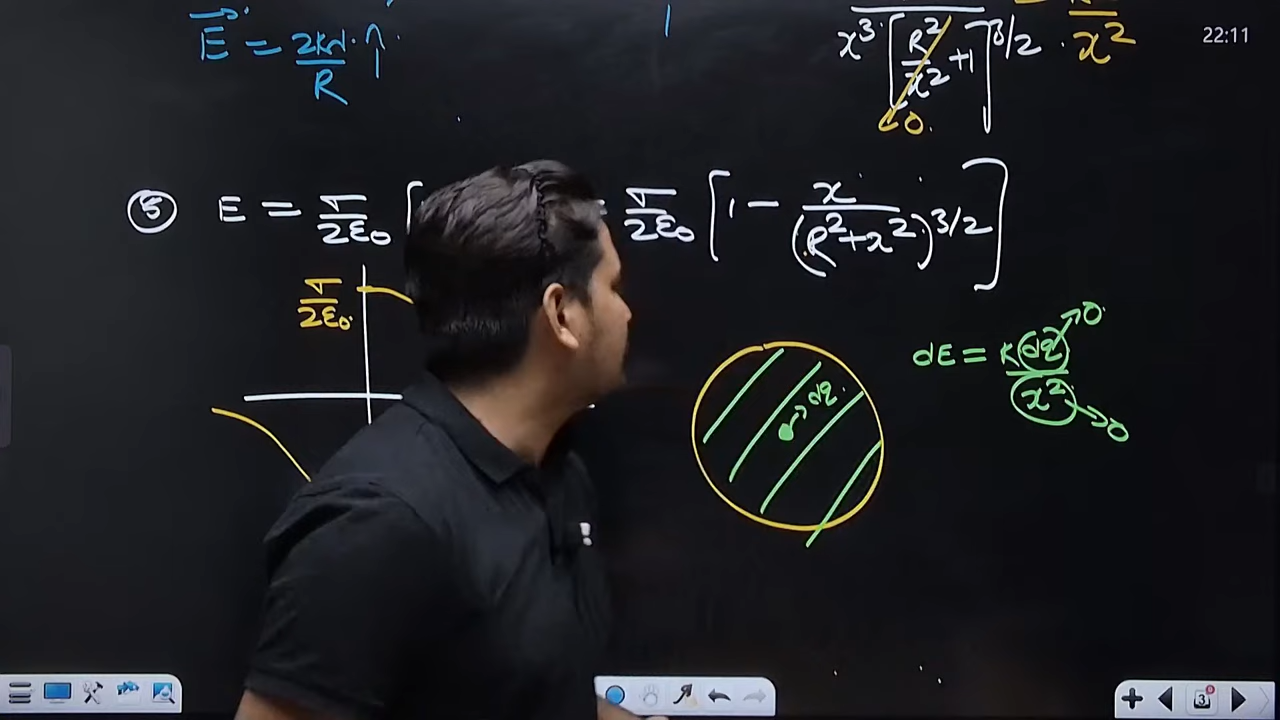 E = 2kλ/R ↑
x³ [R²/x² + 1]^3/2
→0
k/x²
22:11
⑤ E = σ/2ε₀ [ = σ/2ε₀ [1 - x/(R²+x²)^3/2]
σ/2ε₀
dE = k dq/x²
→0
→0
→dq
3